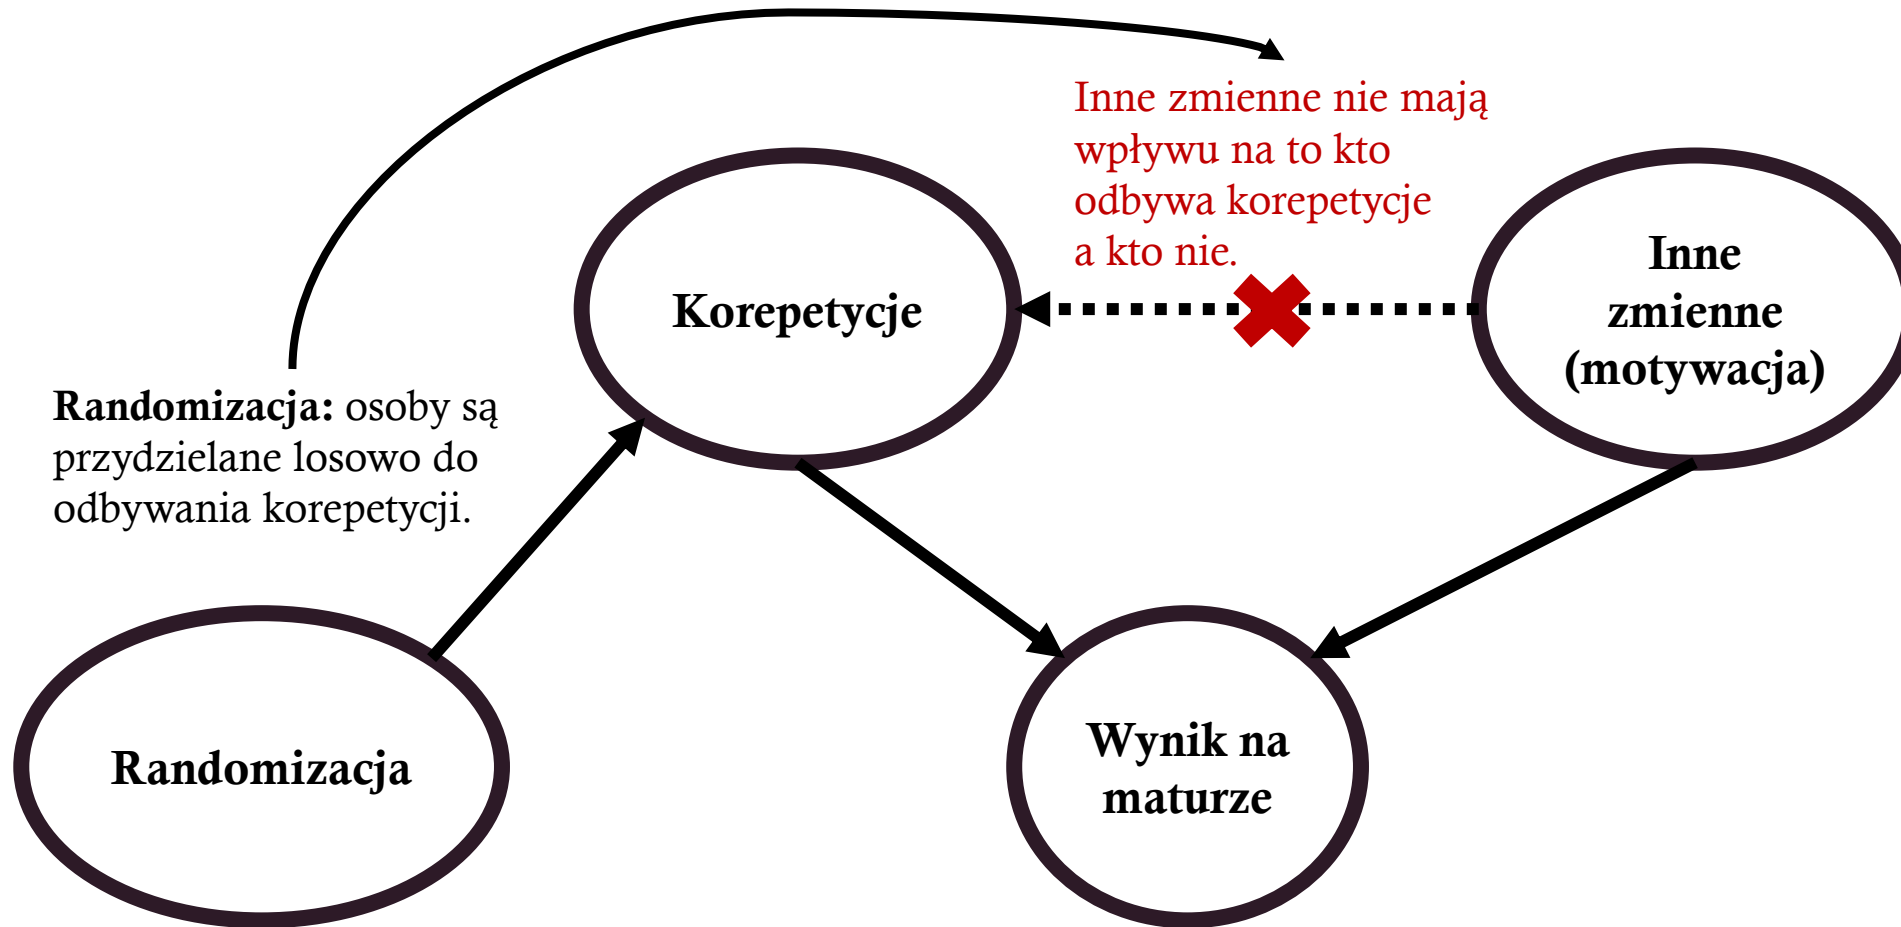 Inne zmienne nie mają
wpływu na to kto
odbywa korepetycje
a kto nie.
Korepetycje
Inne
zmienne
(motywacja)
Randomizacja: osoby są
przydzielane losowo do
odbywania korepetycji.
Randomizacja
Wynik na
maturze